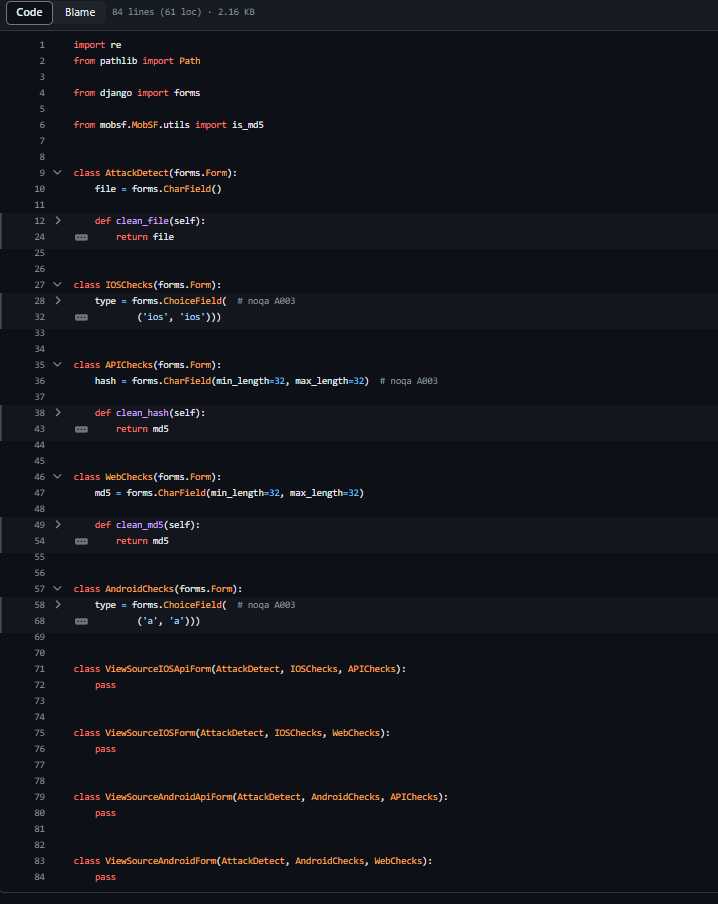 Code Blame 84 lines (61 loc) · 2.16 KB
1 import re
2 from pathlib import Path
3
4 from django import forms
5
6 from mobsf.MobSF.utils import is_md5
7
8
9 class AttackDetect(forms.Form):
10 file = forms.CharField()
11
12 def clean_file(self):
24 return file
25
26
27 class IOSChecks(forms.Form):
28 type = forms.ChoiceField( # noqa A003
32 ('ios', 'ios')))
33
34
35 class APIChecks(forms.Form):
36 hash = forms.CharField(min_length=32, max_length=32) # noqa A003
37
38 def clean_hash(self):
43 return md5
44
45
46 class WebChecks(forms.Form):
47 md5 = forms.CharField(min_length=32, max_length=32)
48
49 def clean_md5(self):
54 return md5
55
56
57 class AndroidChecks(forms.Form):
58 type = forms.ChoiceField( # noqa A003
68 ('a', 'a')))
69
70
71 class ViewSourceIOSApiForm(AttackDetect, IOSChecks, APIChecks):
72 pass
73
74
75 class ViewSourceIOSForm(AttackDetect, IOSChecks, WebChecks):
76 pass
77
78
79 class ViewSourceAndroidApiForm(AttackDetect, AndroidChecks, APIChecks):
80 pass
81
82
83 class ViewSourceAndroidForm(AttackDetect, AndroidChecks, WebChecks):
84 pass